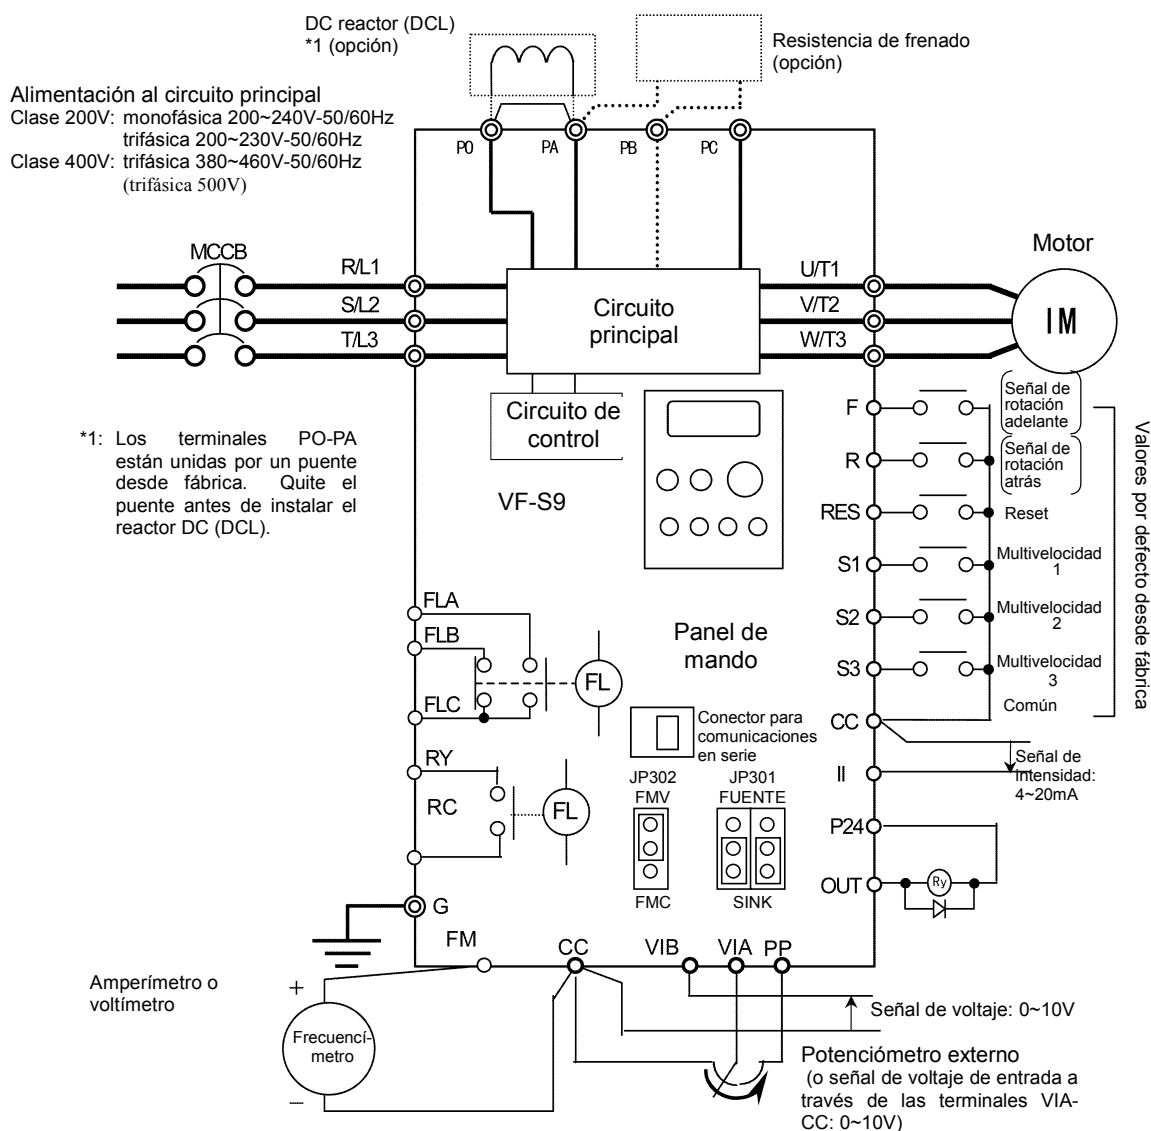 DC reactor (DCL)
*1 (opción)
Resistencia de frenado
(opción)
Alimentación al circuito principal
Clase 200V: monofásica 200~240V-50/60Hz
trifásica 200~230V-50/60Hz
Clase 400V: trifásica 380~460V-50/60Hz
(trifásica 500V)
PO
PA
PB
PC
MCCB
R/L1
S/L2
T/L3
Circuito
principal
U/T1
V/T2
W/T3
Motor
IM
Circuito de
control
VF-S9
*1: Los terminales PO-PA
están unidas por un puente
desde fábrica. Quite el
puente antes de instalar el
reactor DC (DCL).
F
Señal de
rotación
adelante
R
Señal de
rotación
atrás
RES
Reset
S1
Multivelocidad
1
S2
Multivelocidad
2
S3
Multivelocidad
3
Común
CC
Valores por defecto desde fábrica
II
Señal de
intensidad:
4~20mA
P24
OUT
Ry
FLA
FLB
FLC
FL
RY
RC
FL
Panel de
mando
Conector para
comunicaciones
en serie
JP302
FMV
FMC
JP301
FUENTE
SINK
G
FM
CC
VIB
VIA
PP
Amperímetro o
voltímetro
+
Frecuencí-
metro
−
Señal de voltaje: 0~10V
Potenciómetro externo
(o señal de voltaje de entrada a
través de las terminales VIA-
CC: 0~10V)